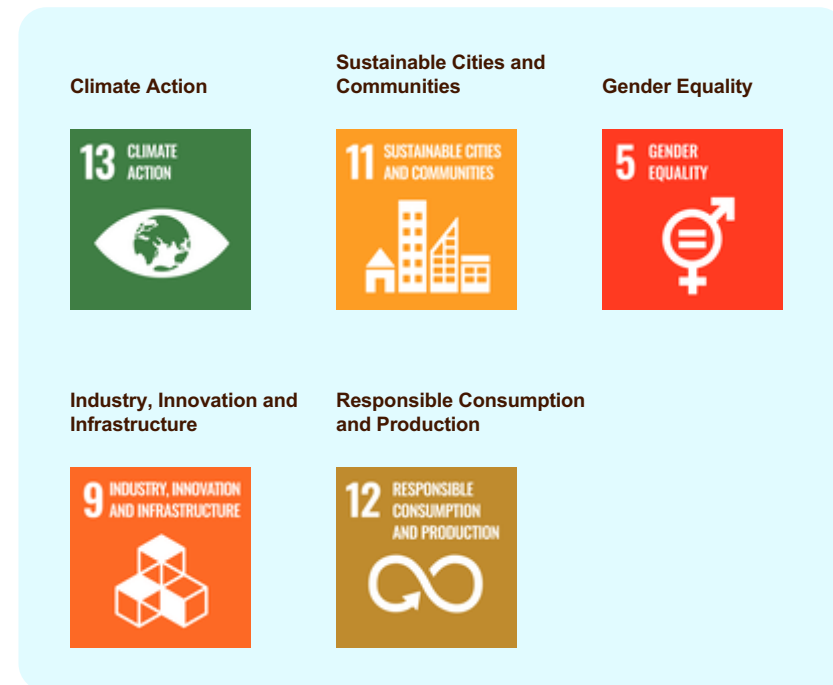 Climate Action
Sustainable Cities and
Communities
Gender Equality
13 CLIMATE
ACTION
11 SUSTAINABLE CITIES
AND COMMUNITIES
5 GENDER
EQUALITY
Industry, Innovation and
Infrastructure
Responsible Consumption
and Production
9 INDUSTRY, INNOVATION
AND INFRASTRUCTURE
12 RESPONSIBLE
CONSUMPTION
AND PRODUCTION